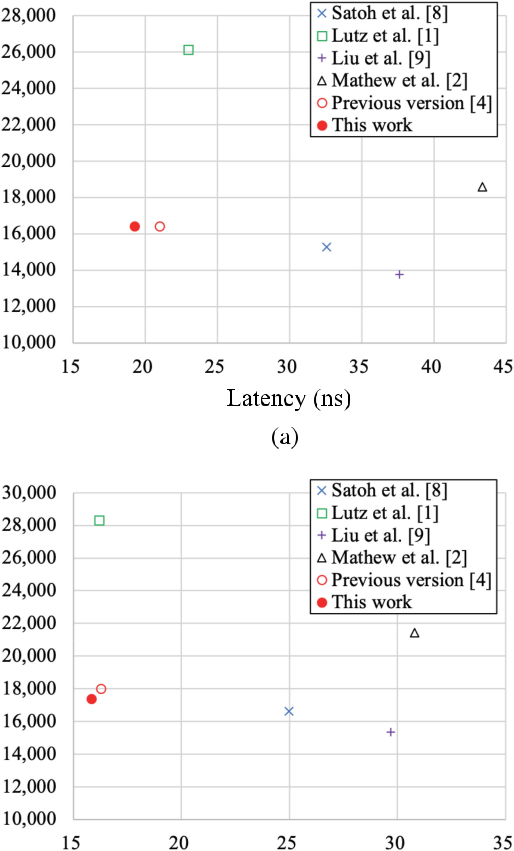 28,000
26,000
24,000
22,000
20,000
18,000
16,000
14,000
12,000
10,000
Satoh et al. [8]
Lutz et al. [1]
Liu et al. [9]
Mathew et al. [2]
Previous version [4]
This work
15 20 25 30 35 40 45
Latency (ns)
(a)
30,000
28,000
26,000
24,000
22,000
20,000
18,000
16,000
14,000
12,000
10,000
Satoh et al. [8]
Lutz et al. [1]
Liu et al. [9]
Mathew et al. [2]
Previous version [4]
This work
15 20 25 30 35